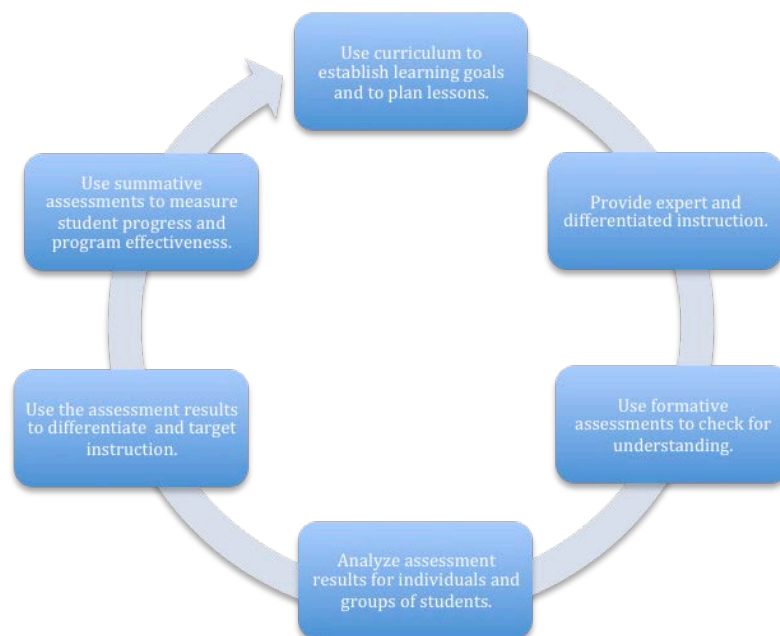 Use curriculum to
establish learning goals
and to plan lessons.
Provide expert and
differentiated instruction.
Use formative
assessments to check for
understanding.
Analyze assessment
results for individuals and
groups of students.
Use the assessment results
to differentiate and target
instruction.
Use summative
assessments to measure
student progress and
program effectiveness.